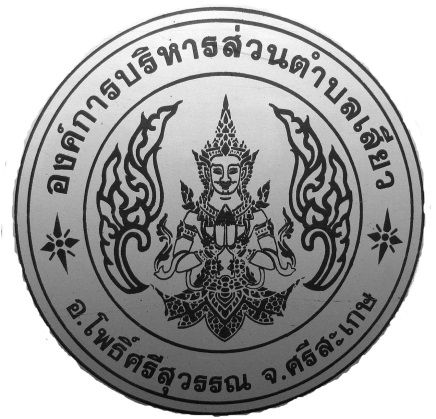 องค์การบริหารส่วนตำบลเสียว
อ.โพธิ์ศรีสุวรรณ จ.ศรีสะเกษ